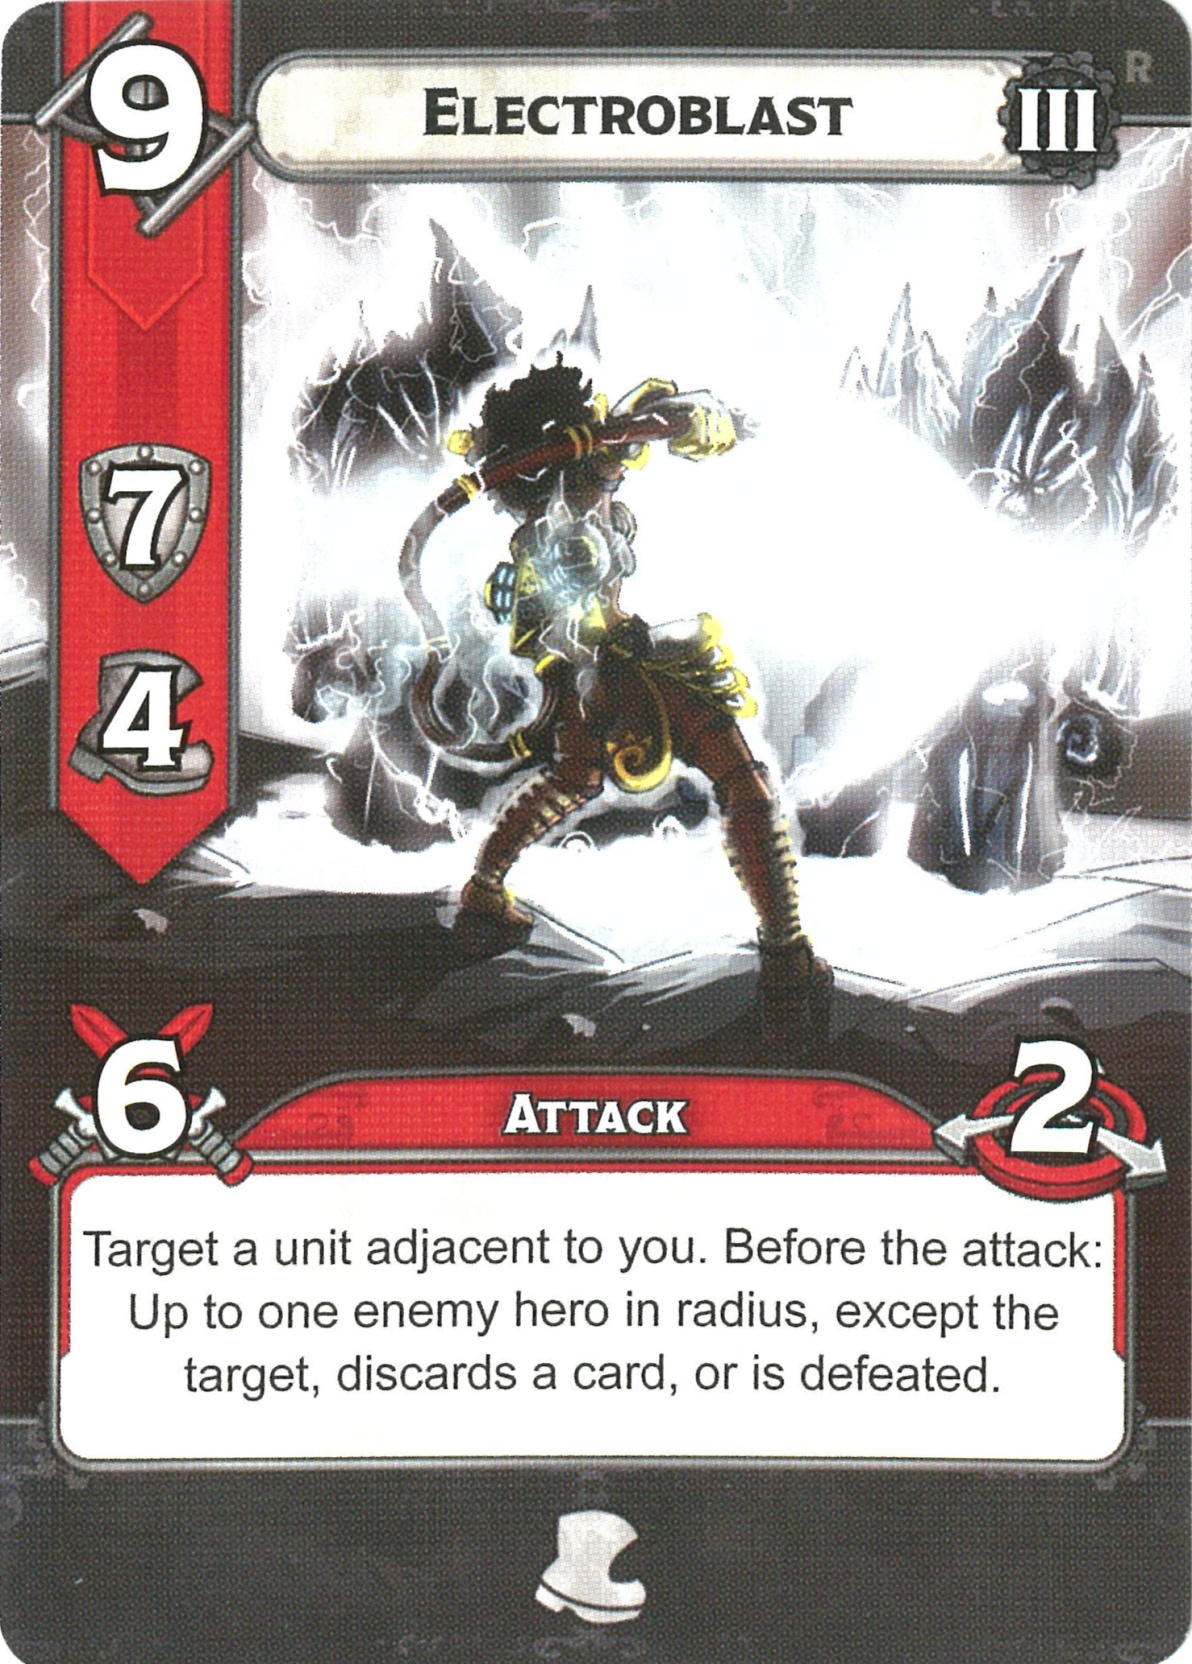 9
ELECTROBLAST
III
R
7
4
6
ATTACK
2
Target a unit adjacent to you. Before the attack:
Up to one enemy hero in radius, except the
target, discards a card, or is defeated.